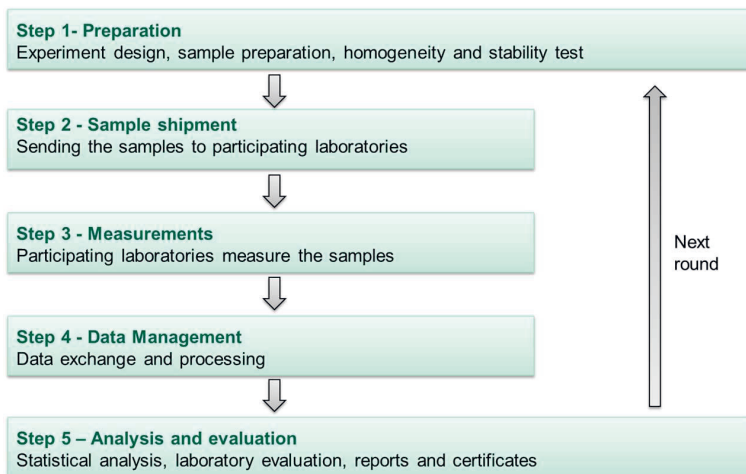 Step 1- Preparation
Experiment design, sample preparation, homogeneity and stability test
Step 2 - Sample shipment
Sending the samples to participating laboratories
Step 3 - Measurements
Participating laboratories measure the samples
Next
round
Step 4 - Data Management
Data exchange and processing
Step 5 – Analysis and evaluation
Statistical analysis, laboratory evaluation, reports and certificates